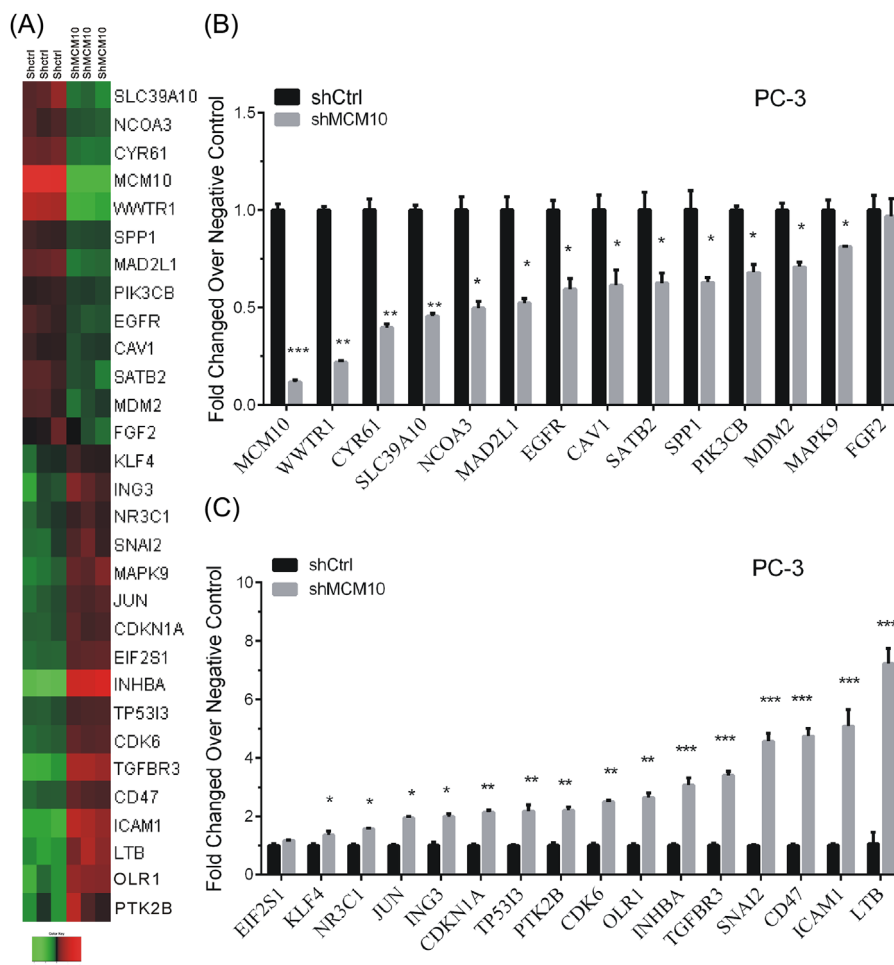 (A)
Shctrl
Shctrl
Shctrl
ShMCM10
ShMCM10
ShMCM10
SLC39A10
NCOA3
CYR61
MCM10
WWTR1
SPP1
MAD2L1
PIK3CB
EGFR
CAV1
SATB2
MDM2
FGF2
KLF4
ING3
NR3C1
SNAI2
MAPK9
JUN
CDKN1A
EIF2S1
INHBA
TP53I3
CDK6
TGFBR3
CD47
ICAM1
LTB
OLR1
PTK2B
Color Key
(B)
shCtrl
shMCM10
PC-3
Fold Changed Over Negative Control
1.5
1.0
0.5
0.0
*** ** ** ** * * * * * * * * *
MCM10
WWTR1
CYR61
SLC39A10
NCOA3
MAD2L1
EGFR
CAV1
SATB2
SPP1
PIK3CB
MDM2
MAPK9
FGF2
(C)
shCtrl
shMCM10
PC-3
Fold Changed Over Negative Control
10
8
6
4
2
0
* * * * ** ** ** ** ** *** *** *** *** *** ***
EIF2S1
KLF4
NR3C1
JUN
ING3
CDKN1A
TP53I3
PTK2B
CDK6
OLR1
INHBA
TGFBR3
SNAI2
CD47
ICAM1
LTB